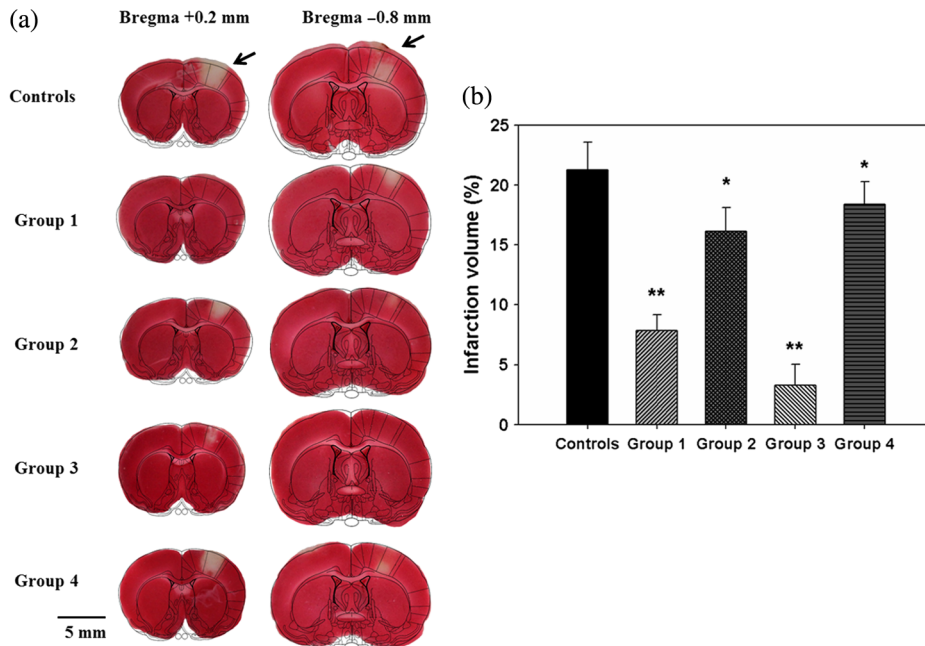 (a)
Bregma +0.2 mm
Bregma −0.8 mm
Controls
Group 1
Group 2
Group 3
Group 4
5 mm
(b)
Infarction volume (%)
25
20
15
10
5
0
**
*
**
*
Controls Group 1 Group 2 Group 3 Group 4